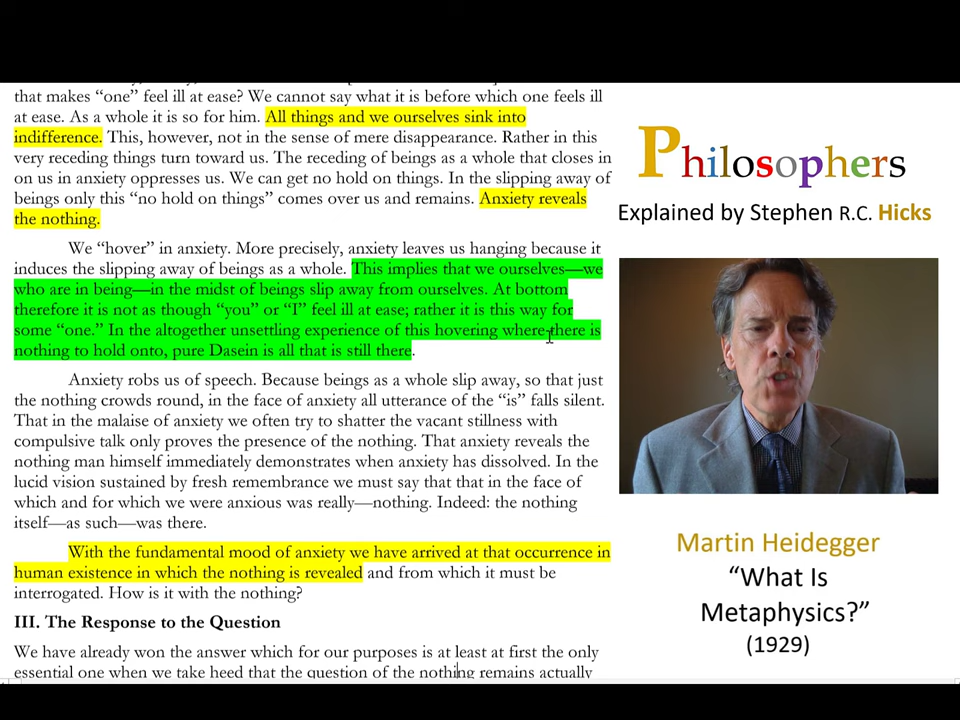 that makes “one” feel ill at ease? We cannot say what it is before which one feels ill
at ease. As a whole it is so for him. All things and we ourselves sink into
indifference. This, however, not in the sense of mere disappearance. Rather in this
very receding things turn toward us. The receding of beings as a whole that closes in
on us in anxiety oppresses us. We can get no hold on things. In the slipping away of
beings only this “no hold on things” comes over us and remains. Anxiety reveals
the nothing.
We “hover” in anxiety. More precisely, anxiety leaves us hanging because it
induces the slipping away of beings as a whole. This implies that we ourselves—we
who are in being—in the midst of beings slip away from ourselves. At bottom
therefore it is not as though “you” or “I” feel ill at ease; rather it is this way for
some “one.” In the altogether unsettling experience of this hovering where there is
nothing to hold onto, pure Dasein is all that is still there.
Anxiety robs us of speech. Because beings as a whole slip away, so that just
the nothing crowds round, in the face of anxiety all utterance of the “is” falls silent.
That in the malaise of anxiety we often try to shatter the vacant stillness with
compulsive talk only proves the presence of the nothing. That anxiety reveals the
nothing man himself immediately demonstrates when anxiety has dissolved. In the
lucid vision sustained by fresh remembrance we must say that that in the face of
which and for which we were anxious was really—nothing. Indeed: the nothing
itself—as such—was there.
With the fundamental mood of anxiety we have arrived at that occurrence in
human existence in which the nothing is revealed and from which it must be
interrogated. How is it with the nothing?
III. The Response to the Question
We have already won the answer which for our purposes is at least at first the only
essential one when we take heed that the question of the nothing remains actually
Philosophers
Explained by Stephen R.C. Hicks
Martin Heidegger
“What Is
Metaphysics?”
(1929)